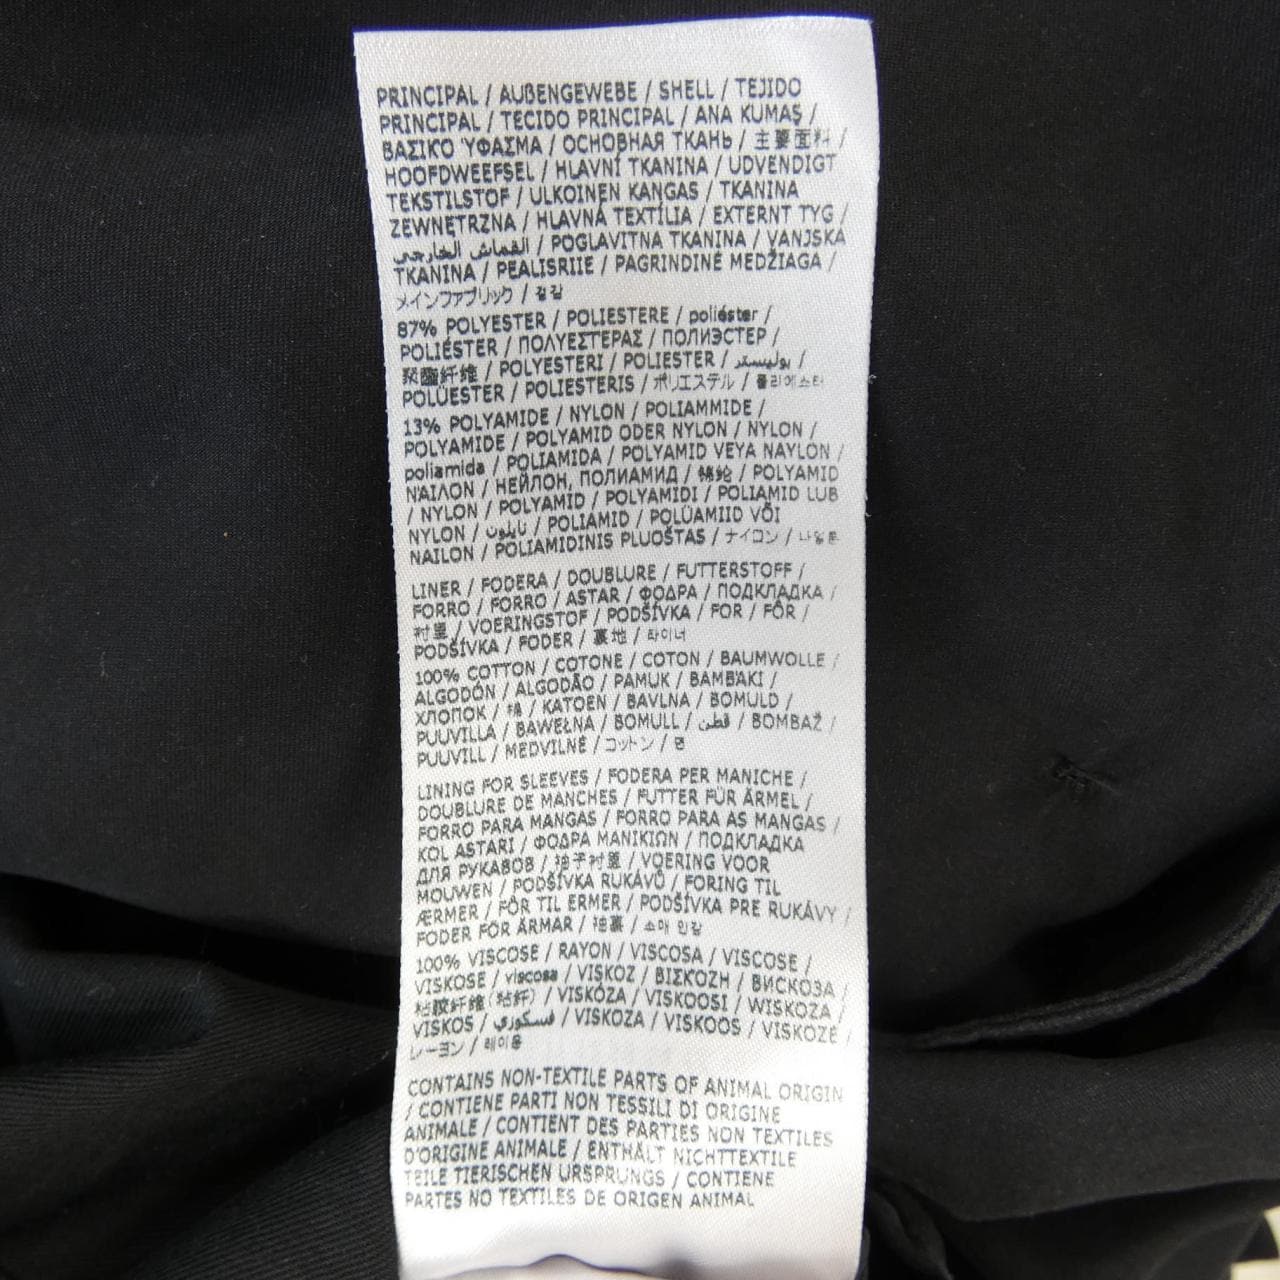 PRINCIPAL / AUßENGEWEBE / SHELL / TEJIDO
PRINCIPAL / TECIDO PRINCIPAL / ANA KUMAŞ /
ΒΑΣΙΚΌ ΎΦΑΣΜΑ / ОСНОВНАЯ ТКАНЬ / 主要面料 /
HOOFDWEEFSEL / HLAVNÍ TKANINA / UDVENDIGT
TEKSTILSTOF / ULKOINEN KANGAS / TKANINA
ZEWNĘTRZNA / HLAVNÁ TEXTÍLIA / EXTERNT TYG /
القماش الخارجي / POGLAVITNA TKANINA / VANJSKA
TKANINA / PEALISRIIE / PAGRINDINĖ MEDŽIAGA /
メインファブリック / 겉감
87% POLYESTER / POLIESTERE / poliéster /
POLIÉSTER / ΠΟΛΥΕΣΤΕΡΑΣ / ПОЛИЭСТЕР /
聚酯纤维 / POLYESTERI / POLIESTER / بوليستر /
POLÜESTER / POLIESTERIS / ポリエステル / 폴리에스터
13% POLYAMIDE / NYLON / POLIAMMIDE /
POLYAMIDE / POLYAMID ODER NYLON / NYLON /
poliamida / POLIAMIDA / POLYAMID VEYA NAYLON /
ΝΆΙΛΟΝ / НЕЙЛОН, ПОЛИАМИД / 锦纶 / POLYAMID
/ NYLON / POLYAMID / POLYAMIDI / POLIAMID LUB
NYLON / نايلون / POLIAMID / POLÜAMIID VÕI
NAILON / POLIAMIDINIS PLUOŠTAS / ナイロン / 나일론
LINER / FODERA / DOUBLURE / FUTTERSTOFF /
FORRO / FORRO / ASTAR / ΦΟΔΡΑ / ПОДКЛАДКА /
衬里 / VOERINGSTOF / PODŠÍVKA / FOR / FÔR /
PODŠÍVKA / FODER / 裏地 / 라이너
100% COTTON / COTONE / COTON / BAUMWOLLE /
ALGODÓN / ALGODÃO / PAMUK / ΒΑΜΒΆΚΙ /
ХЛОПОК / 棉 / KATOEN / BAVLNA / BOMULD /
PUUVILLA / BAWEŁNA / BOMULL / قطن / BOMBAŽ /
PUUVILL / MEDVILNĖ / コットン / 면
LINING FOR SLEEVES / FODERA PER MANICHE /
DOUBLURE DE MANCHES / FUTTER FÜR ÄRMEL /
FORRO PARA MANGAS / FORRO PARA AS MANGAS /
KOL ASTARI / ΦΟΔΡΑ ΜΑΝΙΚΙΩΝ / ПОДКЛАДКА
ДЛЯ РУКАВОВ / 袖子衬里 / VOERING VOOR
MOUWEN / PODŠÍVKA RUKÁVŮ / FORING TIL
ÆRMER / FÔR TIL ERMER / PODŠÍVKA PRE RUKÁVY /
FODER FÖR ÄRMAR / 袖裏 / 소매 안감
100% VISCOSE / RAYON / VISCOSA / VISCOSE /
VISKOSE / viscosa / VISKOZ / ΒΙΣΚΌΖΗ / ВИСКОЗА /
粘胶纤维(粘纤) / VISKÓZA / VISKOOSI / WISKOZA /
VISKOS / فسكوزي / VISKOZA / VISKOOS / VISKOZĖ /
レーヨン / 레이온
CONTAINS NON-TEXTILE PARTS OF ANIMAL ORIGIN
/ CONTIENE PARTI NON TESSILI DI ORIGINE
ANIMALE / CONTIENT DES PARTIES NON TEXTILES
D'ORIGINE ANIMALE / ENTHÄLT NICHTTEXTILE
TEILE TIERISCHEN URSPRUNGS / CONTIENE
PARTES NO TEXTILES DE ORIGEN ANIMAL